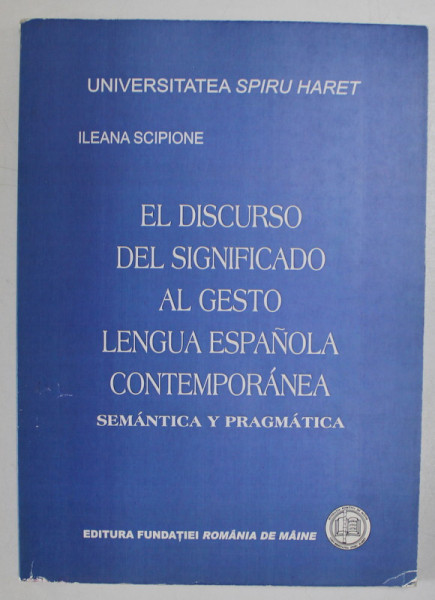 UNIVERSITATEA SPIRU HARET
ILEANA SCIPIONE
EL DISCURSO
DEL SIGNIFICADO
AL GESTO
LENGUA ESPAÑOLA
CONTEMPORÁNEA
SEMÁNTICA Y PRAGMÁTICA
EDITURA FUNDAȚIEI ROMÂNIA DE MÂINE